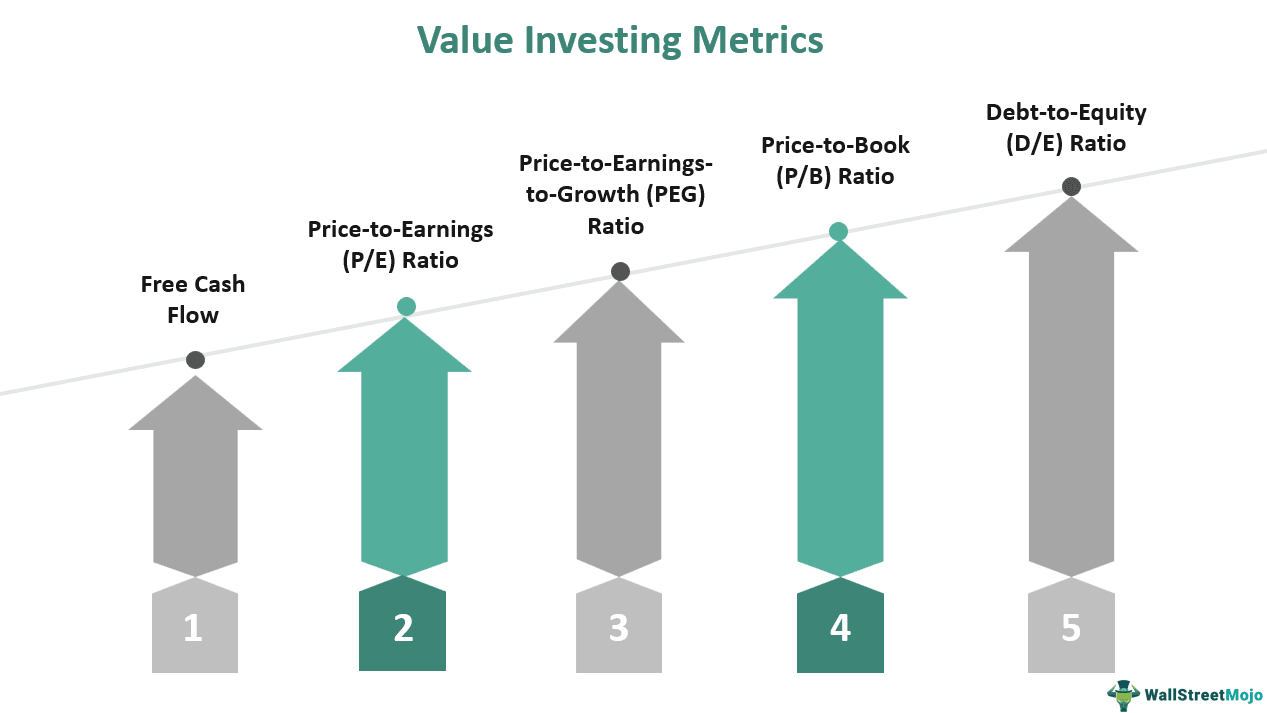 Value Investing Metrics
Free Cash
Flow
Price-to-Earnings
(P/E) Ratio
Price-to-Earnings-
to-Growth (PEG)
Ratio
Price-to-Book
(P/B) Ratio
Debt-to-Equity
(D/E) Ratio
1
2
3
4
5
WallStreetMojo